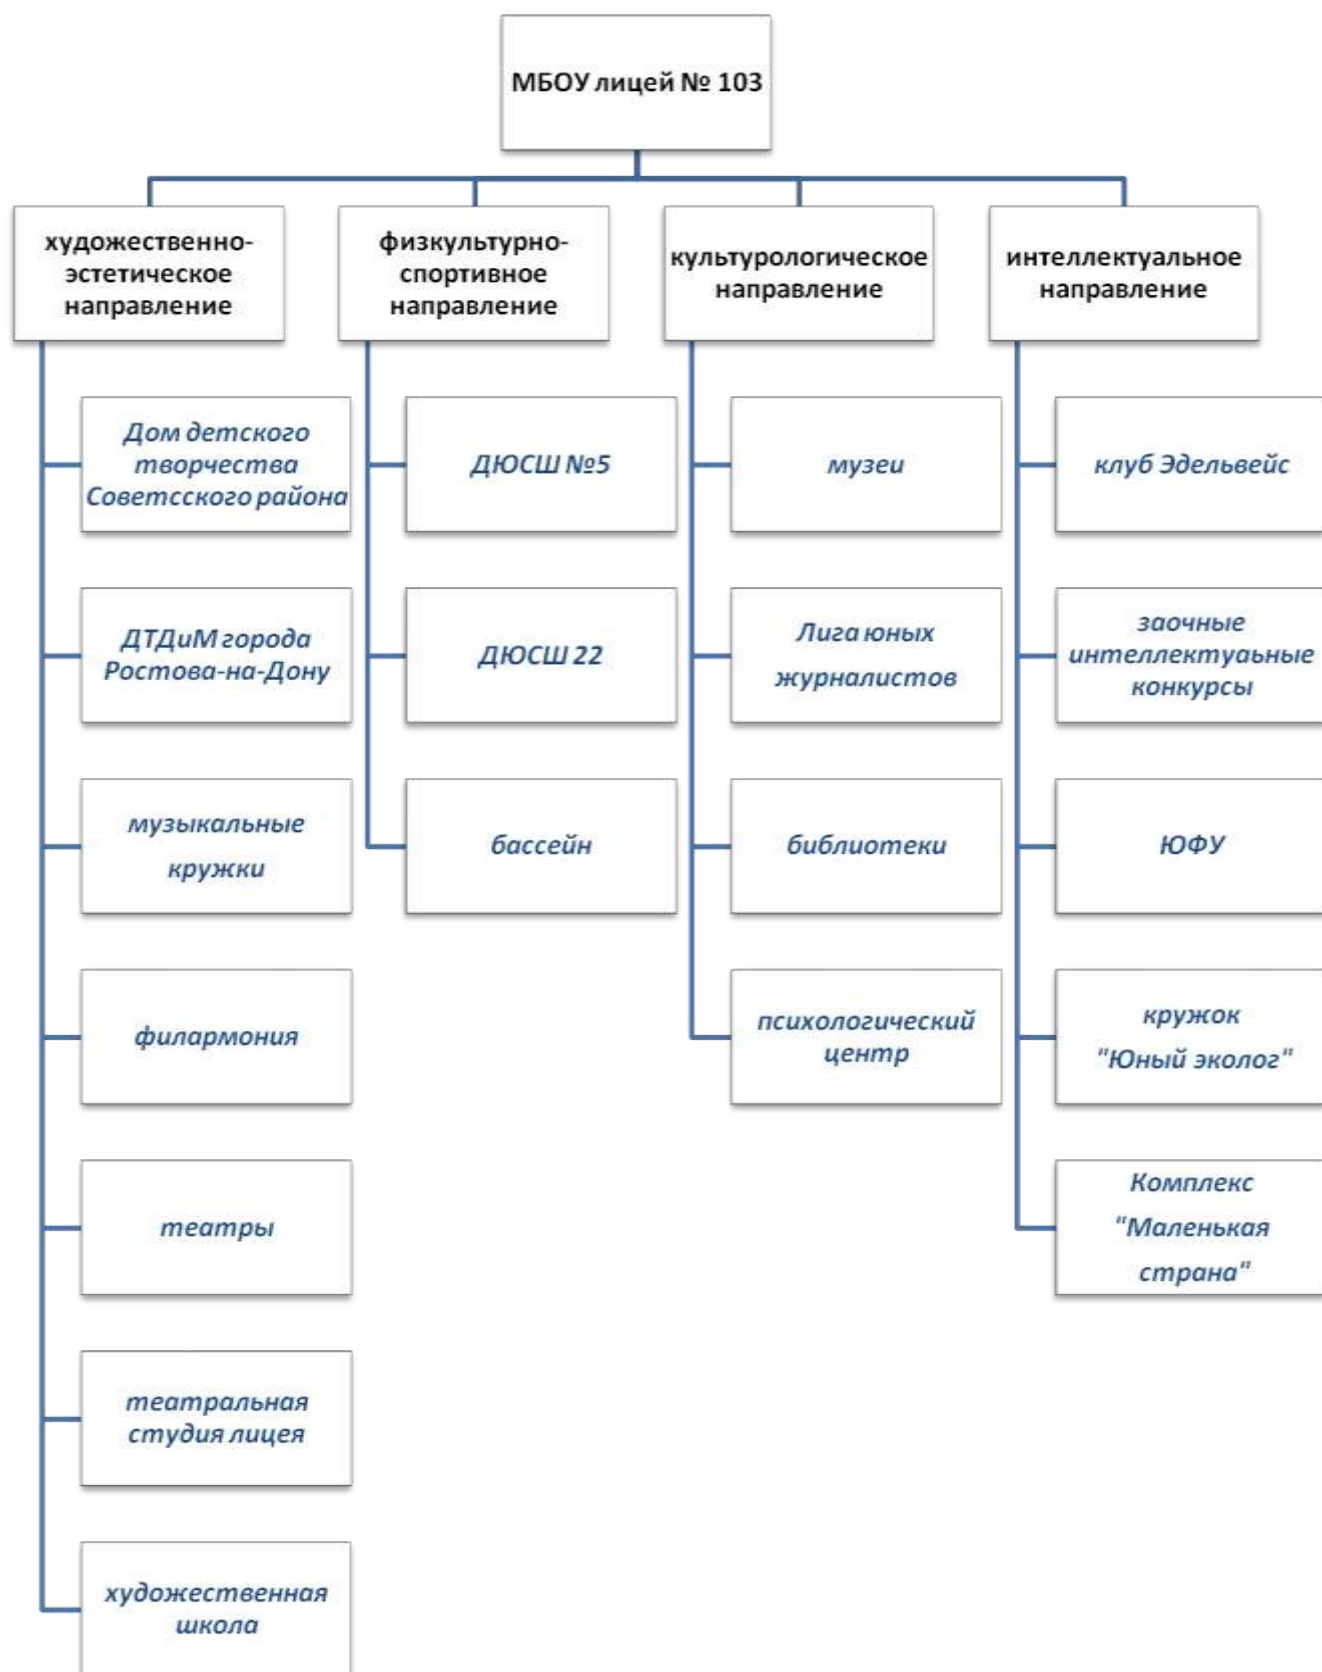 МБОУ лицей № 103
художественно-
эстетическое
направление
физкультурно-
спортивное
направление
культурологическое
направление
интеллектуальное
направление
Дом детского
творчества
Советсского района
ДТДиМ города
Ростова-на-Дону
музыкальные
кружки
филармония
театры
театральная
студия лицея
художественная
школа
ДЮСШ №5
ДЮСШ 22
бассейн
музеи
Лига юных
журналистов
библиотеки
психологический
центр
клуб Эдельвейс
заочные
интеллектуаьные
конкурсы
ЮФУ
кружок
"Юный эколог"
Комплекс
"Маленькая
страна"